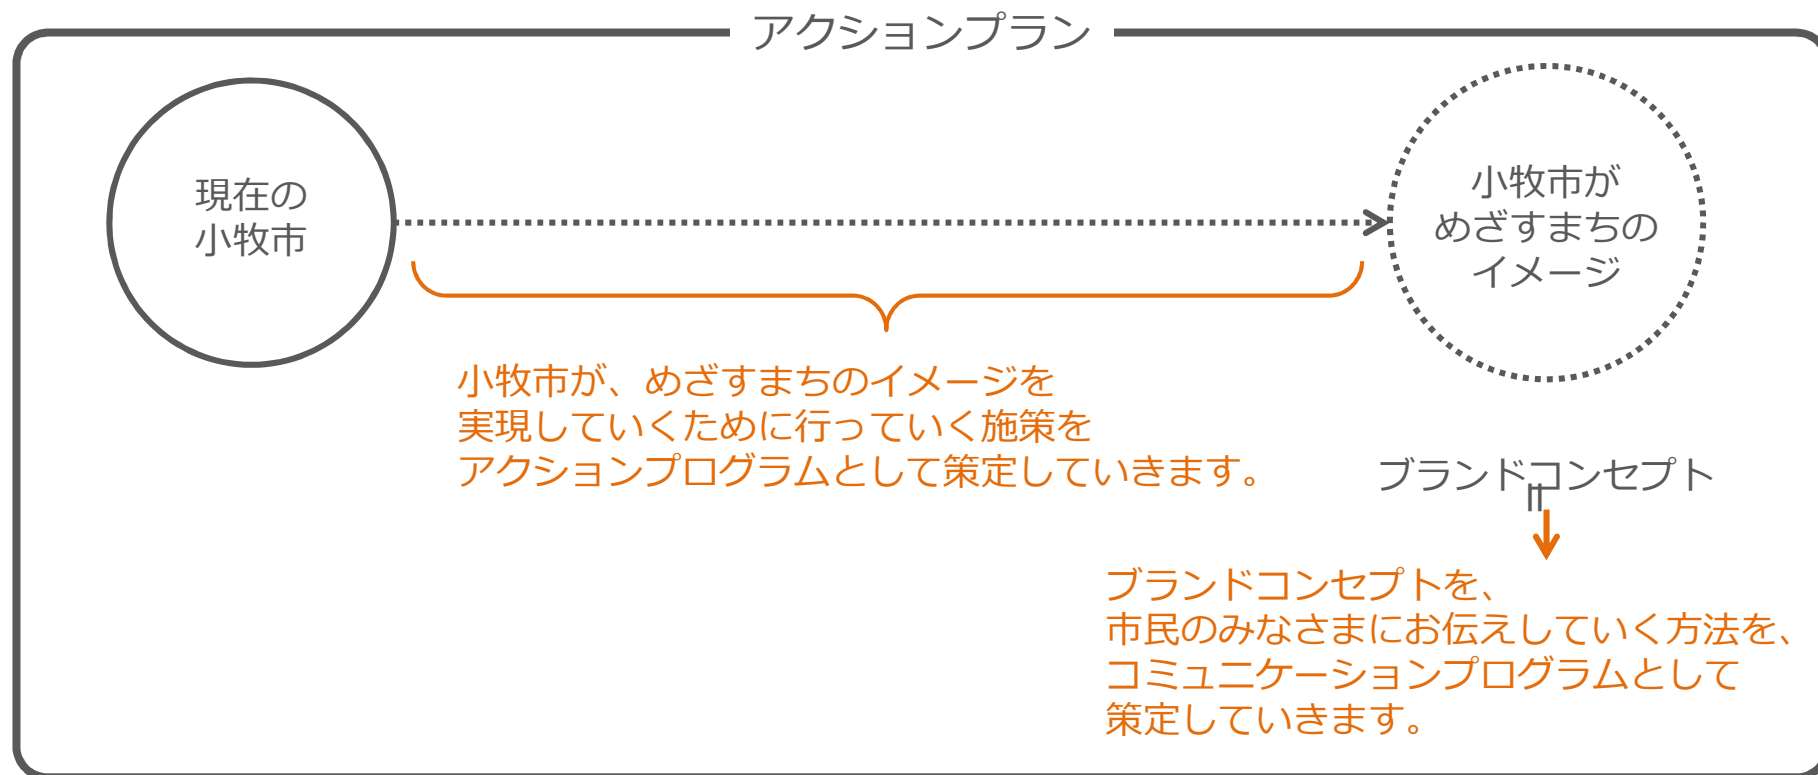 アクションプラン
現在の
小牧市
小牧市が
めざすまちの
イメージ
小牧市が、めざすまちのイメージを
実現していくために行っていく施策を
アクションプログラムとして策定していきます。
=
ブランドコンセプト
ブランドコンセプトを、
市民のみなさまにお伝えしていく方法を、
コミュニケーションプログラムとして
策定していきます。